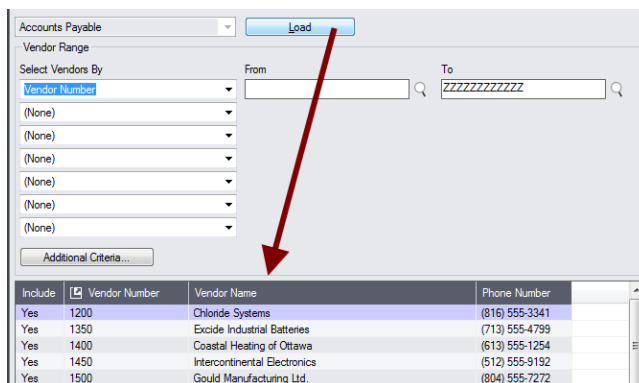 Accounts Payable Load
Vendor Range
Select Vendors By From To
Vendor Number ZZZZZZZZZZZZ
(None)
(None)
(None)
(None)
(None)
(None)
Additional Criteria...
Include Vendor Number Vendor Name Phone Number
Yes 1200 Chloride Systems (816) 555-3341
Yes 1350 Excide Industrial Batteries (713) 555-4799
Yes 1400 Coastal Heating of Ottawa (613) 555-1254
Yes 1450 Intercontinental Electronics (512) 555-9192
Yes 1500 Gould Manufacturing Ltd. (804) 555-7272